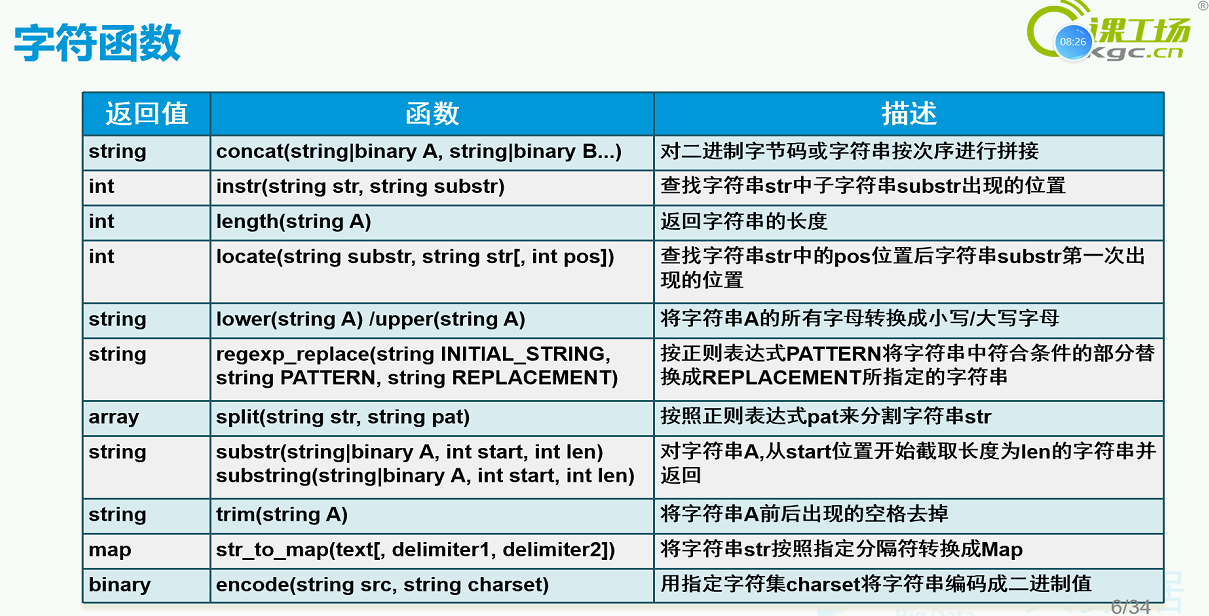 字符函数
®
课工场
08:26
kgc.cn
返回值 函数 描述
string concat(string|binary A, string|binary B...) 对二进制字节码或字符串按次序进行拼接
int instr(string str, string substr) 查找字符串str中子字符串substr出现的位置
int length(string A) 返回字符串的长度
int locate(string substr, string str[, int pos]) 查找字符串str中的pos位置后字符串substr第一次出
现的位置
string lower(string A) /upper(string A) 将字符串A的所有字母转换成小写/大写字母
string regexp_replace(string INITIAL_STRING, 按正则表达式PATTERN将字符串中符合条件的部分替
string PATTERN, string REPLACEMENT) 换成REPLACEMENT所指定的字符串
array split(string str, string pat) 按照正则表达式pat来分割字符串str
string substr(string|binary A, int start, int len) 对字符串A,从start位置开始截取长度为len的字符串并
substring(string|binary A, int start, int len) 返回
string trim(string A) 将字符串A前后出现的空格去掉
map str_to_map(text[, delimiter1, delimiter2]) 将字符串str按照指定分隔符转换成Map
binary encode(string src, string charset) 用指定字符集charset将字符串编码成二进制值
6/34